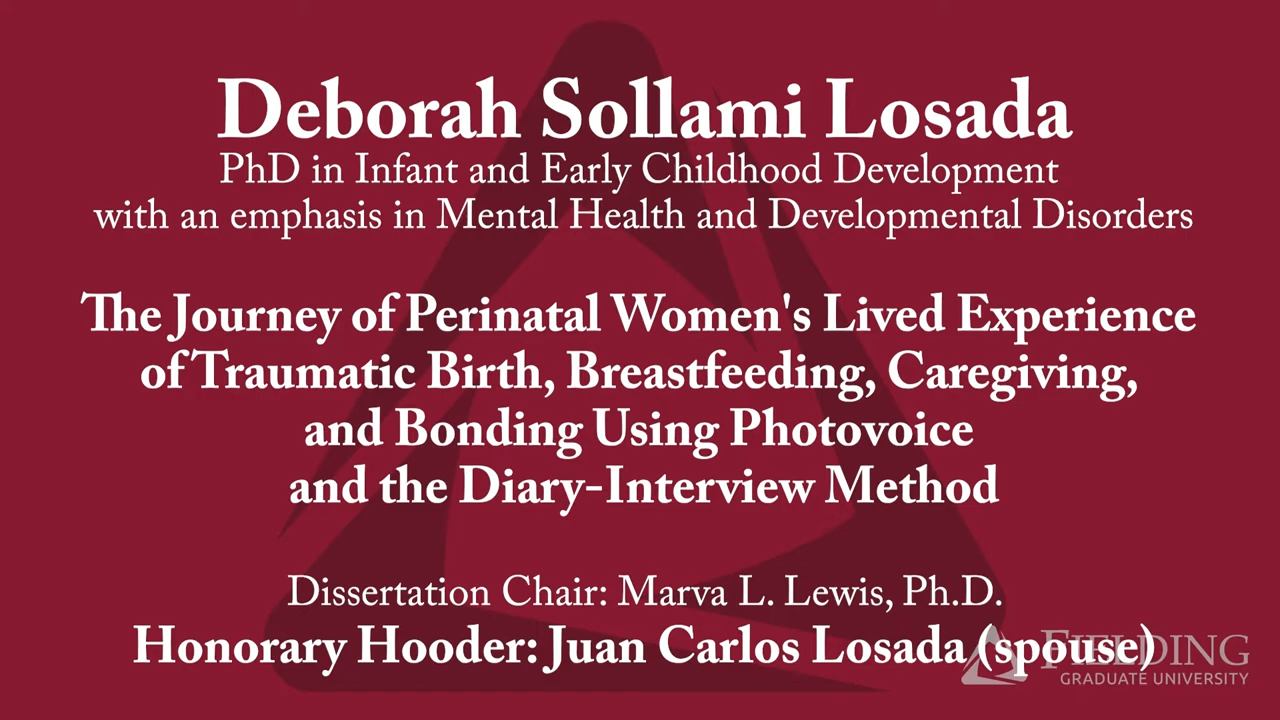 Deborah Sollami Losada
PhD in Infant and Early Childhood Development
with an emphasis in Mental Health and Developmental Disorders
The Journey of Perinatal Women's Lived Experience
of Traumatic Birth, Breastfeeding, Caregiving,
and Bonding Using Photovoice
and the Diary-Interview Method
Dissertation Chair: Marva L. Lewis, Ph.D.
Honorary Hooder: Juan Carlos Losada (spouse)
FIELDING
GRADUATE UNIVERSITY